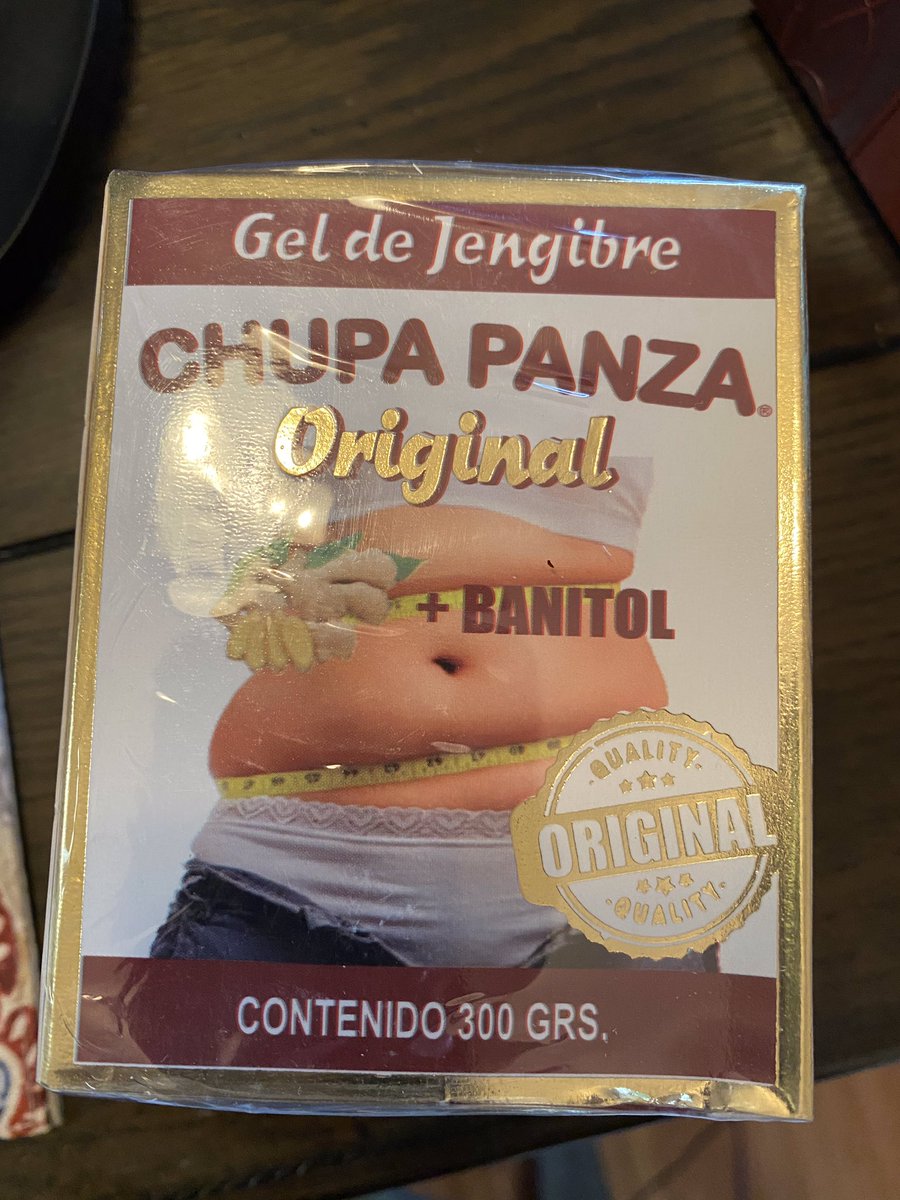 Gel de Jengibre
CHUPA PANZA®
Original
+ BANITOL
·QUALITY·
ORIGINAL
·QUALITY·
CONTENIDO 300 GRS.